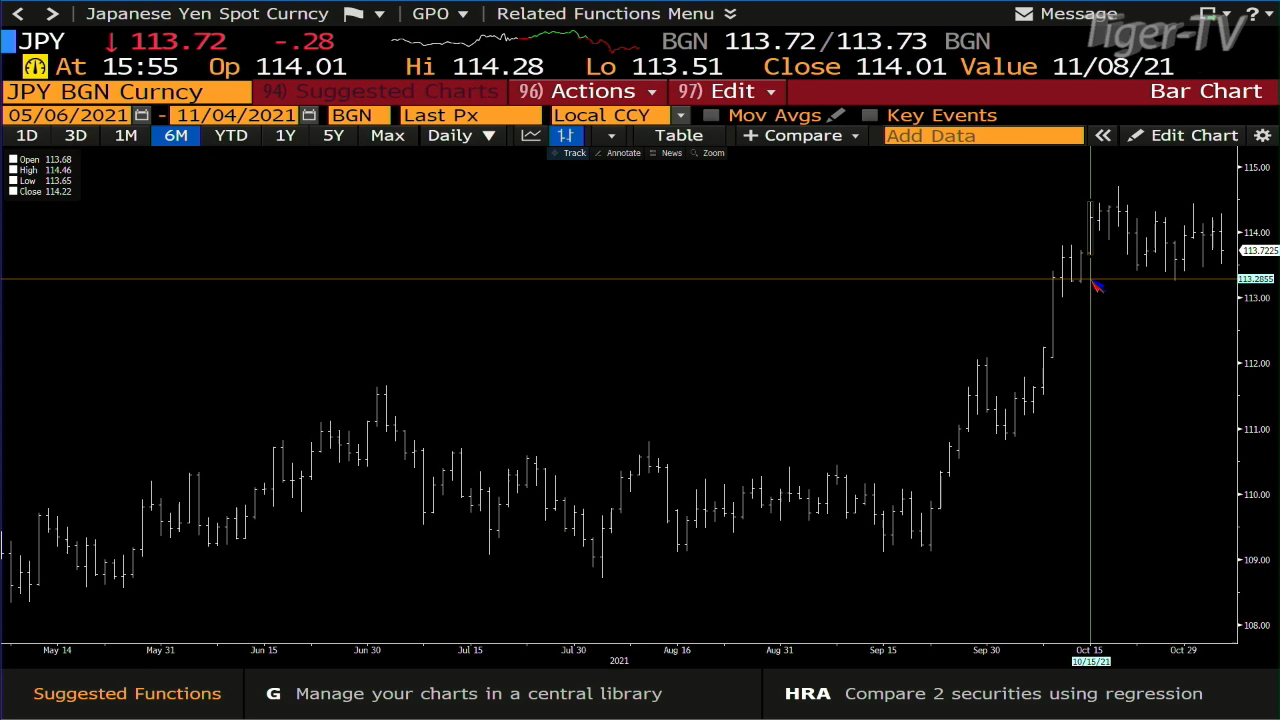 Japanese Yen Spot Curncy GPO Related Functions Menu Message ?
Tiger-TV
JPY ↓ 113.72 -.28 BGN 113.72/113.73 BGN
At 15:55 Op 114.01 Hi 114.28 Lo 113.51 Close 114.01 Value 11/08/21
JPY BGN Curncy 94) Suggested Charts 96) Actions 97) Edit Bar Chart
05/06/2021 - 11/04/2021 BGN Last Px Local CCY Mov Avgs Key Events
1D 3D 1M 6M YTD 1Y 5Y Max Daily ▼ Table + Compare Add Data « Edit Chart
Track Annotate News Zoom
Open 113.68
High 114.46
Low 113.65
Close 114.22
115.00
114.00
113.7225
113.2855
113.00
112.00
111.00
110.00
109.00
108.00
May 14 May 31 Jun 15 Jun 30 Jul 15 Jul 30 Aug 16 Aug 31 Sep 15 Sep 30 Oct 15 Oct 29
2021 10/15/21
Suggested Functions G Manage your charts in a central library HRA Compare 2 securities using regression